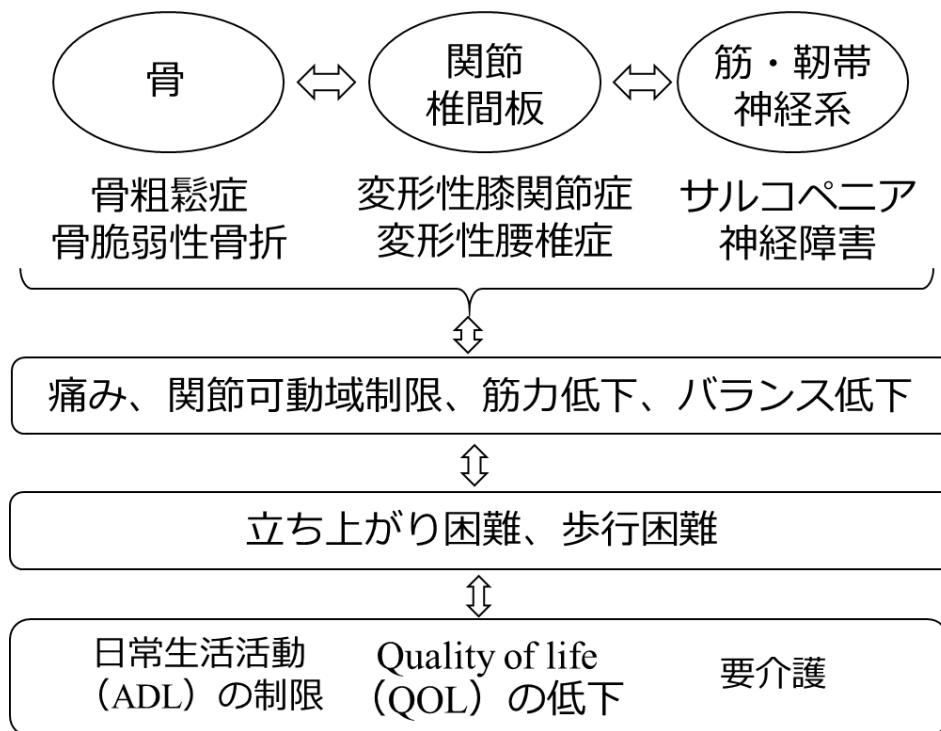 骨
関節
椎間板
筋・靭帯
神経系
骨粗鬆症
骨脆弱性骨折
変形性膝関節症
変形性腰椎症
サルコペニア
神経障害
痛み、関節可動域制限、筋力低下、バランス低下
立ち上がり困難、歩行困難
日常生活活動
（ADL）の制限
Quality of life
（QOL）の低下
要介護